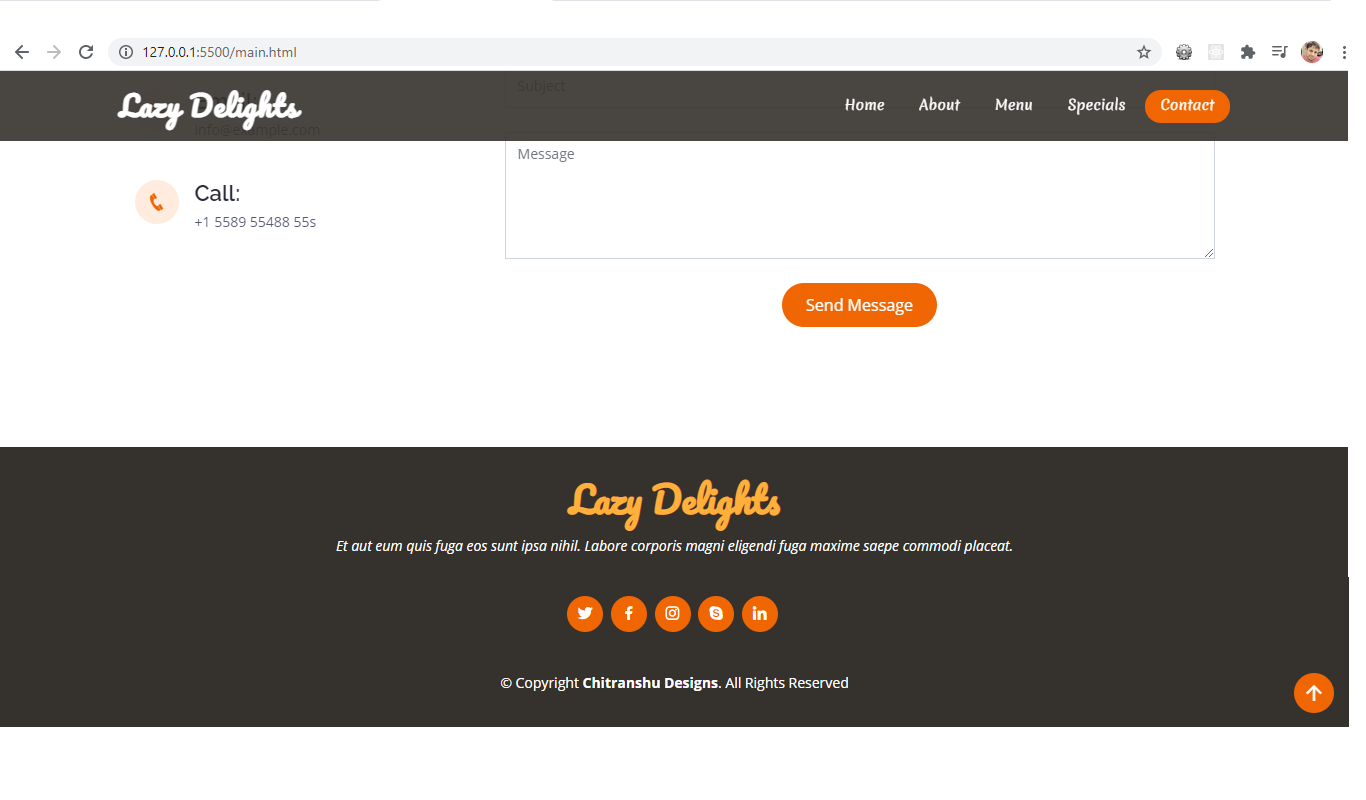 127.0.0.1:5500/main.html
Lazy Delights
Home About Menu Specials Contact
Subject
info@example.com
Message
Call:
+1 5589 55488 55s
Send Message
Lazy Delights
Et aut eum quis fuga eos sunt ipsa nihil. Labore corporis magni eligendi fuga maxime saepe commodi placeat.
© Copyright Chitranshu Designs. All Rights Reserved